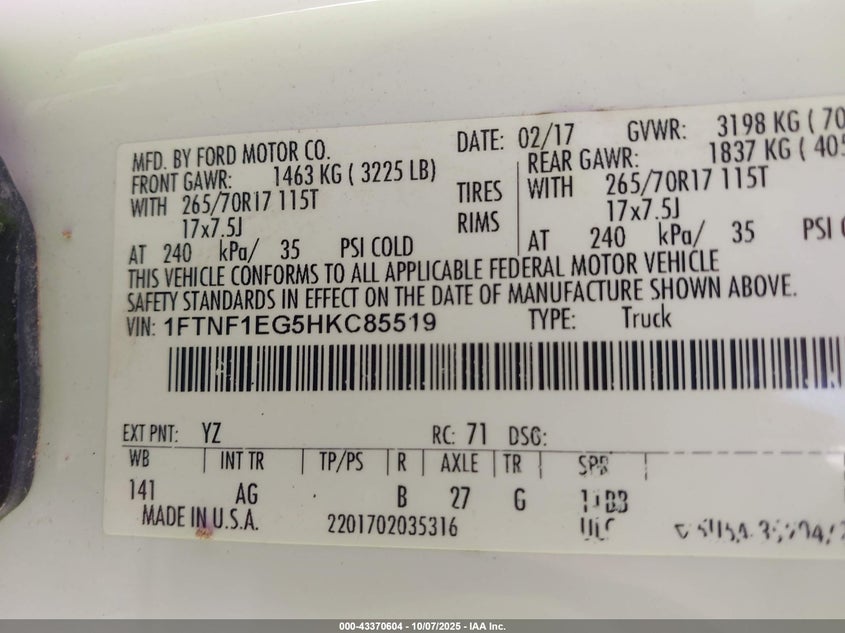 MFD. BY FORD MOTOR CO. DATE: 02/17 GVWR: 3198 KG ( 70
FRONT GAWR: 1463 KG ( 3225 LB) REAR GAWR: 1837 KG ( 405
WITH 265/70R17 115T TIRES WITH 265/70R17 115T
17x7.5J RIMS 17x7.5J
AT 240 kPa/ 35 PSI COLD AT 240 kPa/ 35 PSI
THIS VEHICLE CONFORMS TO ALL APPLICABLE FEDERAL MOTOR VEHICLE
SAFETY STANDARDS IN EFFECT ON THE DATE OF MANUFACTURE SHOWN ABOVE.
VIN: 1FTNF1EG5HKC85519 TYPE: Truck
EXT PNT: YZ RC: 71 DSO:
WB INT TR TP/PS R AXLE TR SPR
141 AG B 27 G
MADE IN U.S.A. 2201702035316
000-43370604 - 10/07/2025 - IAA Inc.